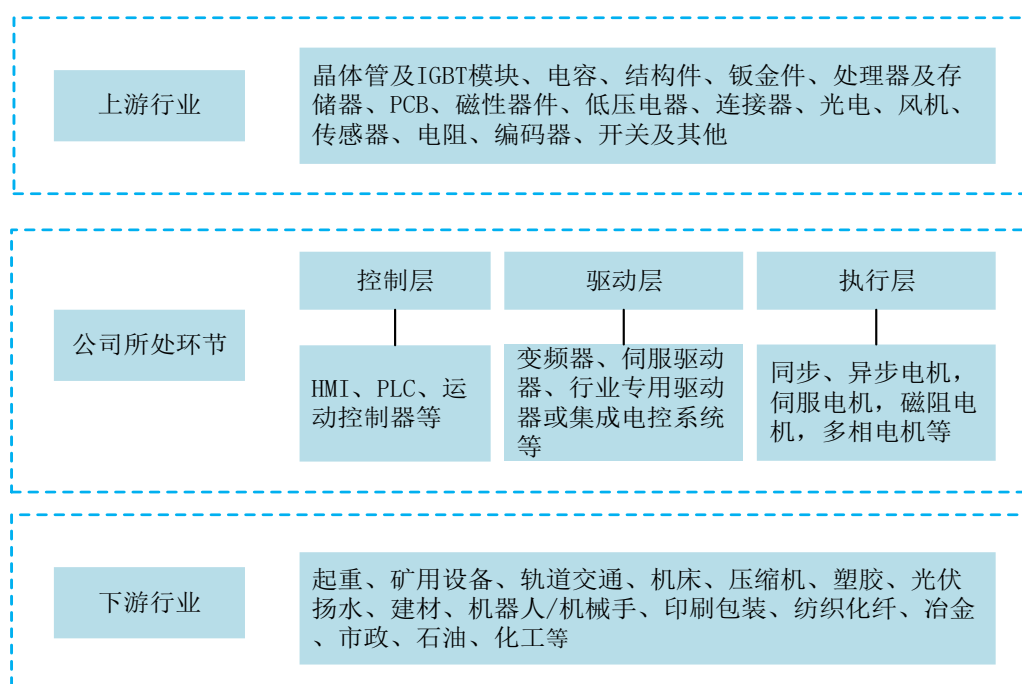 上游行业
晶体管及IGBT模块、电容、结构件、钣金件、处理器及存
储器、PCB、磁性器件、低压电器、连接器、光电、风机、
传感器、电阻、编码器、开关及其他
公司所处环节
控制层
HMI、PLC、运
动控制器等
驱动层
变频器、伺服驱动
器、行业专用驱动
器或集成电控系统
等
执行层
同步、异步电机，
伺服电机，磁阻电
机，多相电机等
下游行业
起重、矿用设备、轨道交通、机床、压缩机、塑胶、光伏
扬水、建材、机器人/机械手、印刷包装、纺织化纤、冶金
、市政、石油、化工等